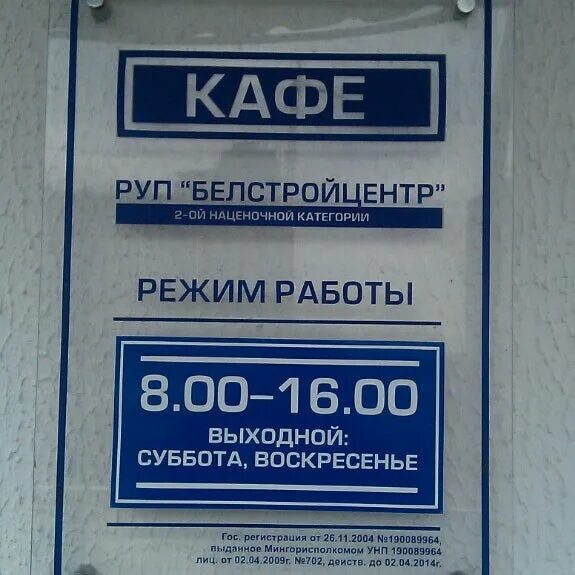 КАФЕ
РУП "БЕЛСТРОЙЦЕНТР"
2-ОЙ НАЦЕНОЧНОЙ КАТЕГОРИИ
РЕЖИМ РАБОТЫ
8.00–16.00
ВЫХОДНОЙ:
СУББОТА, ВОСКРЕСЕНЬЕ
Гос. регистрация от 26.11.2004 №190089964,
выданное Мингорисполкомом УНП 190089964
лиц. от 02.04.2009г. №702, действ. до 02.04.2014г.